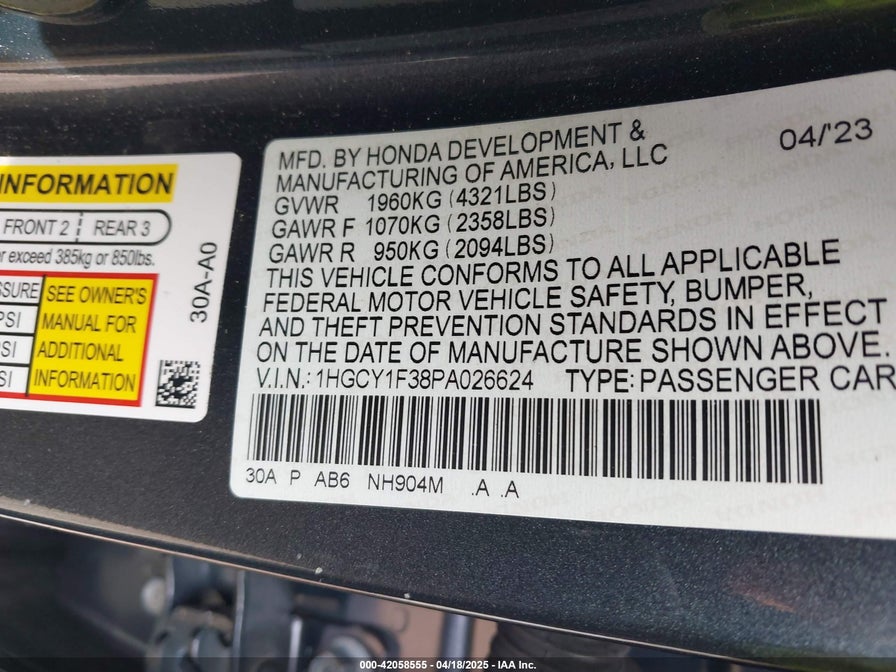 INFORMATION
FRONT 2 REAR 3
exceed 385kg or 850lbs.
SEE OWNER'S
MANUAL FOR
ADDITIONAL
INFORMATION
PSI
30A-A0
MFD. BY HONDA DEVELOPMENT &
MANUFACTURING OF AMERICA, LLC
04/'23
GVWR 1960KG (4321LBS)
GAWR F 1070KG (2358LBS)
GAWR R 950KG (2094LBS)
THIS VEHICLE CONFORMS TO ALL APPLICABLE
FEDERAL MOTOR VEHICLE SAFETY, BUMPER,
AND THEFT PREVENTION STANDARDS IN EFFECT
ON THE DATE OF MANUFACTURE SHOWN ABOVE.
V.I.N.: 1HGCY1F38PA026624 TYPE: PASSENGER CAR
30A P AB6 NH904M .A .A
000-42058555 - 04/18/2025 - IAA Inc.